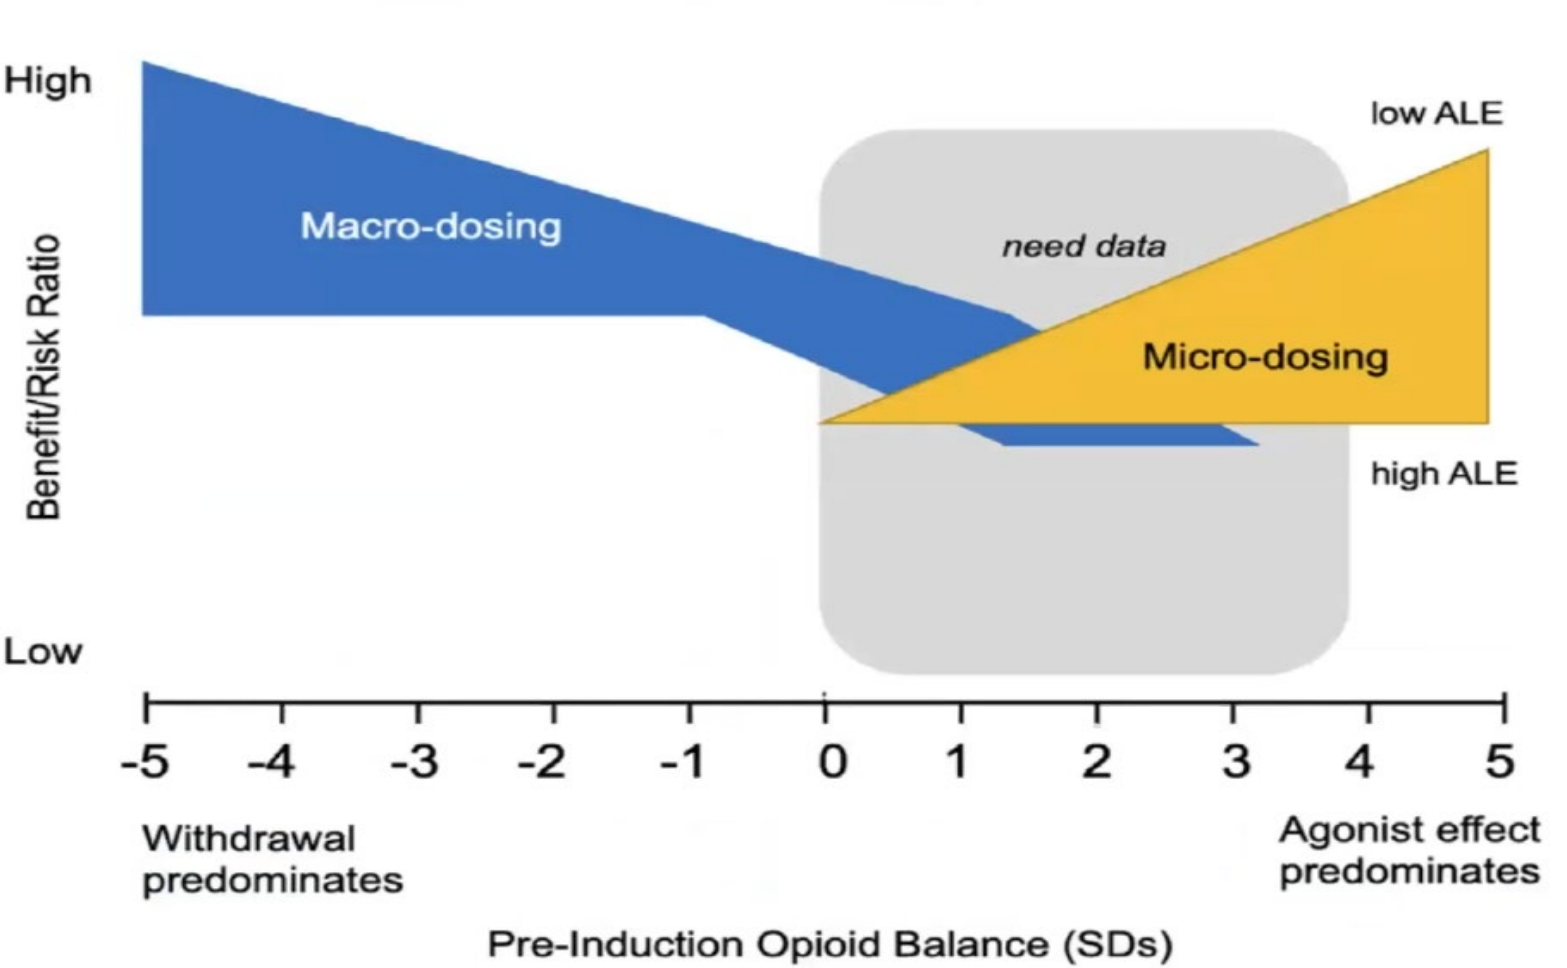 High
low ALE
Macro-dosing
need data
Benefit/Risk Ratio
Micro-dosing
high ALE
Low
-5 -4 -3 -2 -1 0 1 2 3 4 5
Withdrawal
predominates
Agonist effect
predominates
Pre-Induction Opioid Balance (SDs)